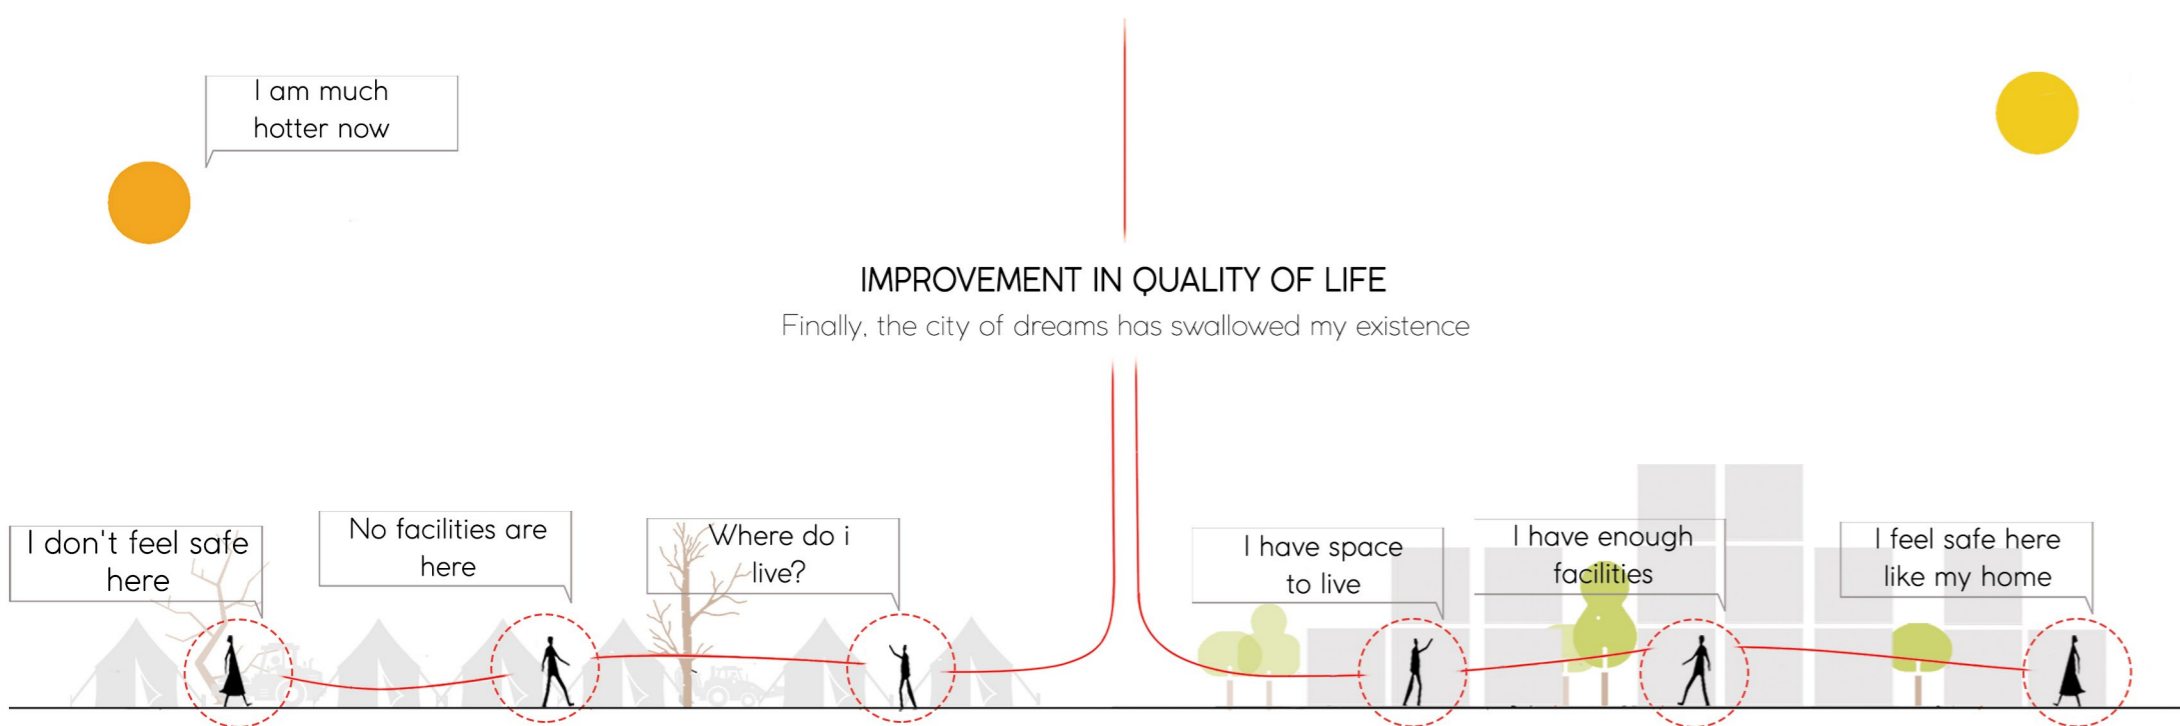 I am much
hotter now
IMPROVEMENT IN QUALITY OF LIFE
Finally, the city of dreams has swallowed my existence
I don't feel safe
here
No facilities are
here
Where do i
live?
I have space
to live
I have enough
facilities
I feel safe here
like my home